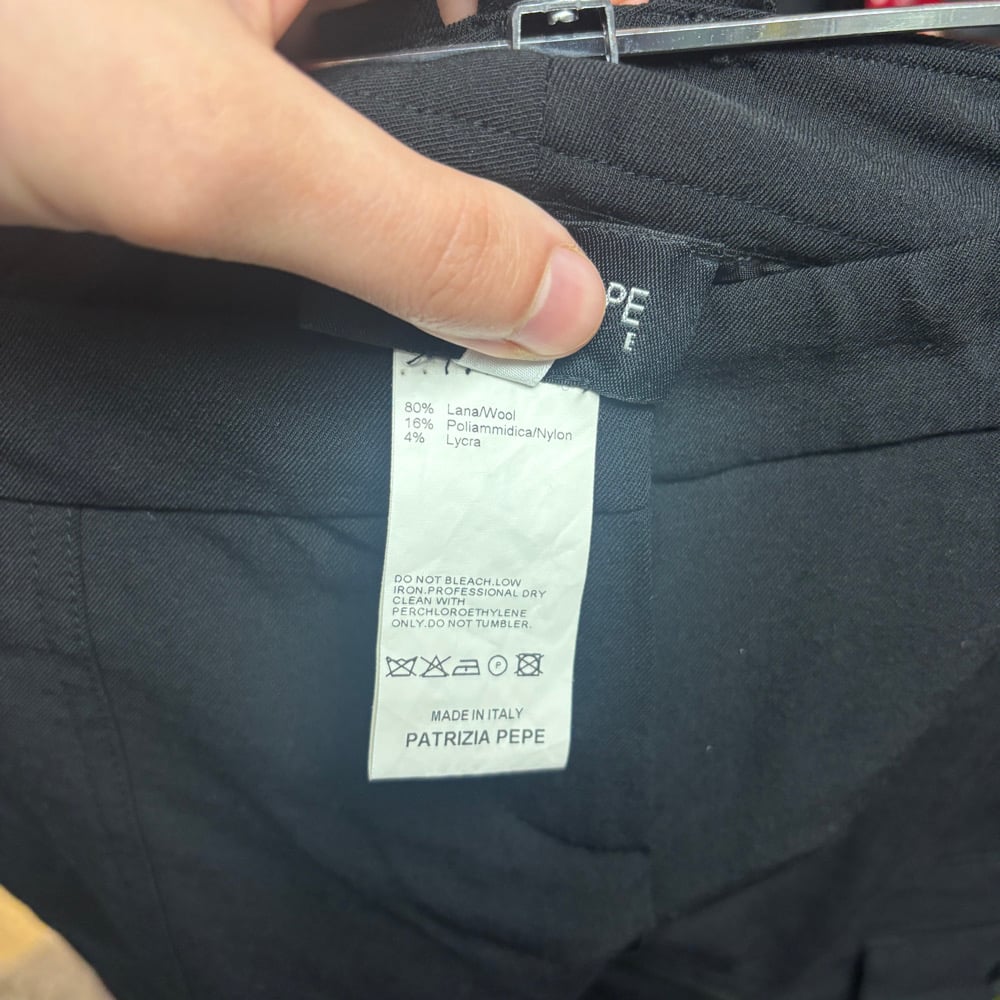 PE
E
F
80% Lana/Wool
16% Poliammidica/Nylon
4% Lycra
DO NOT BLEACH.LOW
IRON.PROFESSIONAL DRY
CLEAN WITH
PERCHLOROETHYLENE
ONLY.DO NOT TUMBLER.
P
MADE IN ITALY
PATRIZIA PEPE